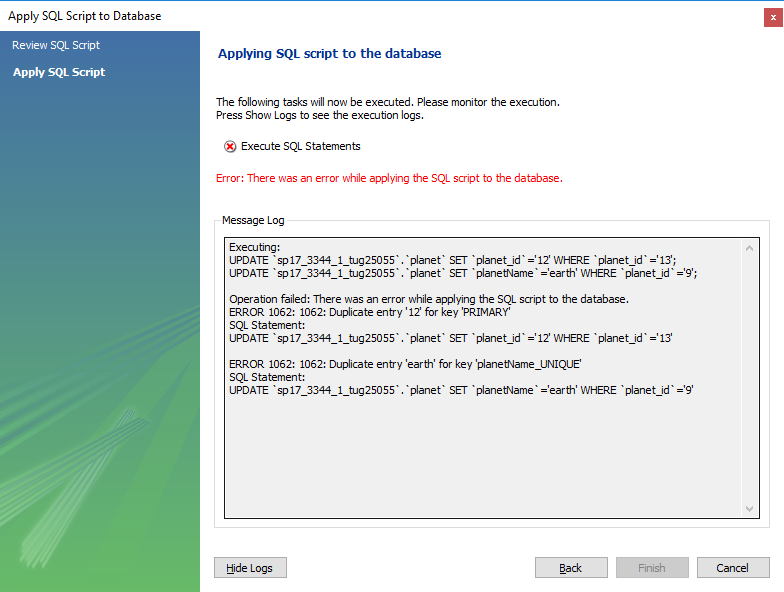 Apply SQL Script to Database
x
Review SQL Script
Apply SQL Script
Applying SQL script to the database
The following tasks will now be executed. Please monitor the execution.
Press Show Logs to see the execution logs.
Execute SQL Statements
Error: There was an error while applying the SQL script to the database.
Message Log
Executing:
UPDATE `sp17_3344_1_tug25055`.`planet` SET `planet_id`='12' WHERE `planet_id`='13';
UPDATE `sp17_3344_1_tug25055`.`planet` SET `planetName`='earth' WHERE `planet_id`='9';
Operation failed: There was an error while applying the SQL script to the database.
ERROR 1062: 1062: Duplicate entry '12' for key 'PRIMARY'
SQL Statement:
UPDATE `sp17_3344_1_tug25055`.`planet` SET `planet_id`='12' WHERE `planet_id`='13'
ERROR 1062: 1062: Duplicate entry 'earth' for key 'planetName_UNIQUE'
SQL Statement:
UPDATE `sp17_3344_1_tug25055`.`planet` SET `planetName`='earth' WHERE `planet_id`='9'
Hide Logs
Back
Finish
Cancel